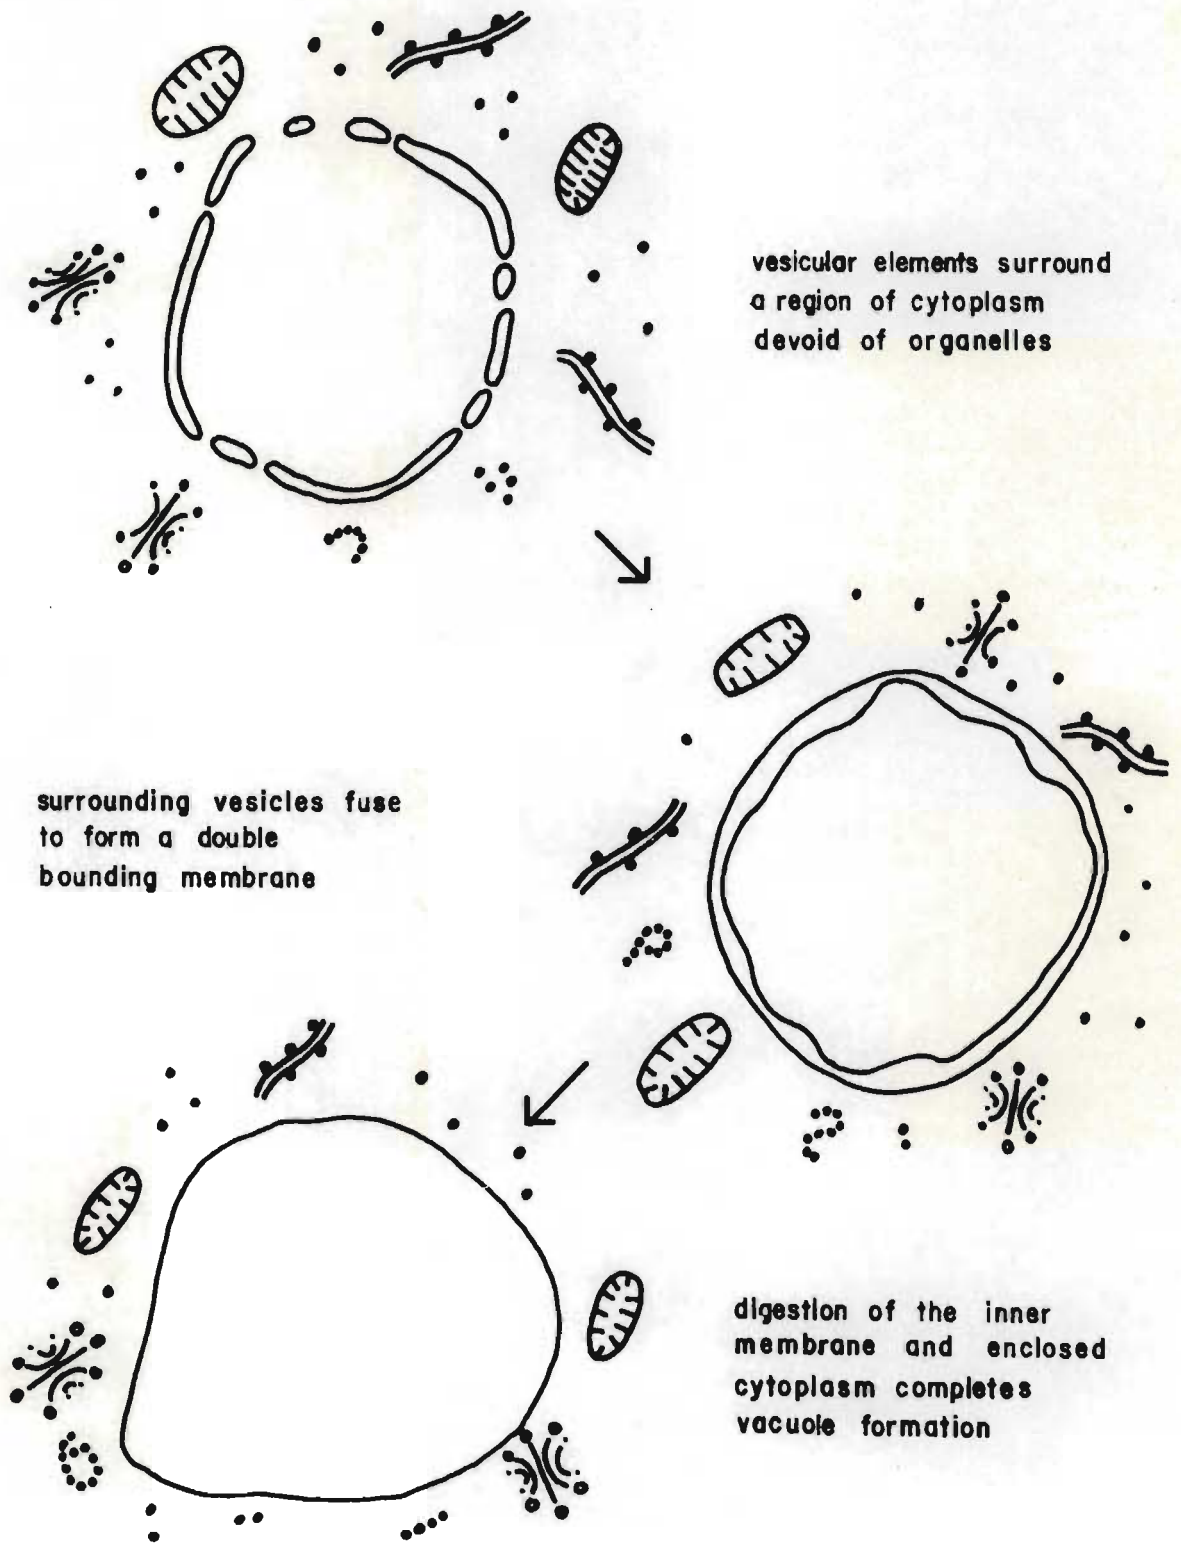 vesicular elements surround
a region of cytoplasm
devoid of organelles
surrounding vesicles fuse
to form a double
bounding membrane
digestion of the inner
membrane and enclosed
cytoplasm completes
vacuole formation